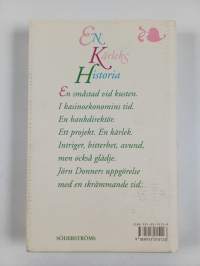 En
Kärleks
Historia
En småstad vid kusten.
I kasinoekonomins tid.
En bankdirektör.
Ett projekt. En kärlek.
Intriger, bitterhet, avund,
men också glädje.
Jörn Donners uppgörelse
med en skrämmande tid.
SÖDERSTRÖMS